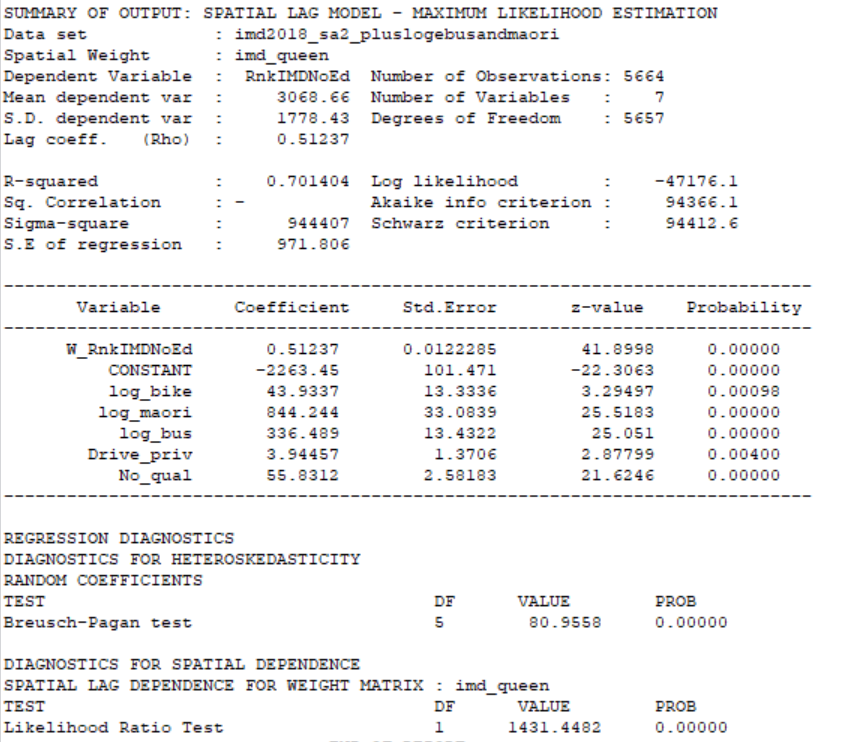 SUMMARY OF OUTPUT: SPATIAL LAG MODEL - MAXIMUM LIKELIHOOD ESTIMATION
Data set : imd2018_sa2_pluslogebusandmaori
Spatial Weight : imd_queen
Dependent Variable : RnkIMDNoEd Number of Observations: 5664
Mean dependent var : 3068.66 Number of Variables : 7
S.D. dependent var : 1778.43 Degrees of Freedom : 5657
Lag coeff. (Rho) : 0.51237
R-squared : 0.701404 Log likelihood : -47176.1
Sq. Correlation : - Akaike info criterion : 94366.1
Sigma-square : 944407 Schwarz criterion : 94412.6
S.E of regression : 971.806
-----------------------------------------------------------------------------
Variable Coefficient Std.Error z-value Probability
-----------------------------------------------------------------------------
W_RnkIMDNoEd 0.51237 0.0122285 41.8998 0.00000
CONSTANT -2263.45 101.471 -22.3063 0.00000
log_bike 43.9337 13.3336 3.29497 0.00098
log_maori 844.244 33.0839 25.5183 0.00000
log_bus 336.489 13.4322 25.051 0.00000
Drive_priv 3.94457 1.3706 2.87799 0.00400
No_qual 55.8312 2.58183 21.6246 0.00000
-----------------------------------------------------------------------------
REGRESSION DIAGNOSTICS
DIAGNOSTICS FOR HETEROSKEDASTICITY
RANDOM COEFFICIENTS
TEST DF VALUE PROB
Breusch-Pagan test 5 80.9558 0.00000
DIAGNOSTICS FOR SPATIAL DEPENDENCE
SPATIAL LAG DEPENDENCE FOR WEIGHT MATRIX : imd_queen
TEST DF VALUE PROB
Likelihood Ratio Test 1 1431.4482 0.00000